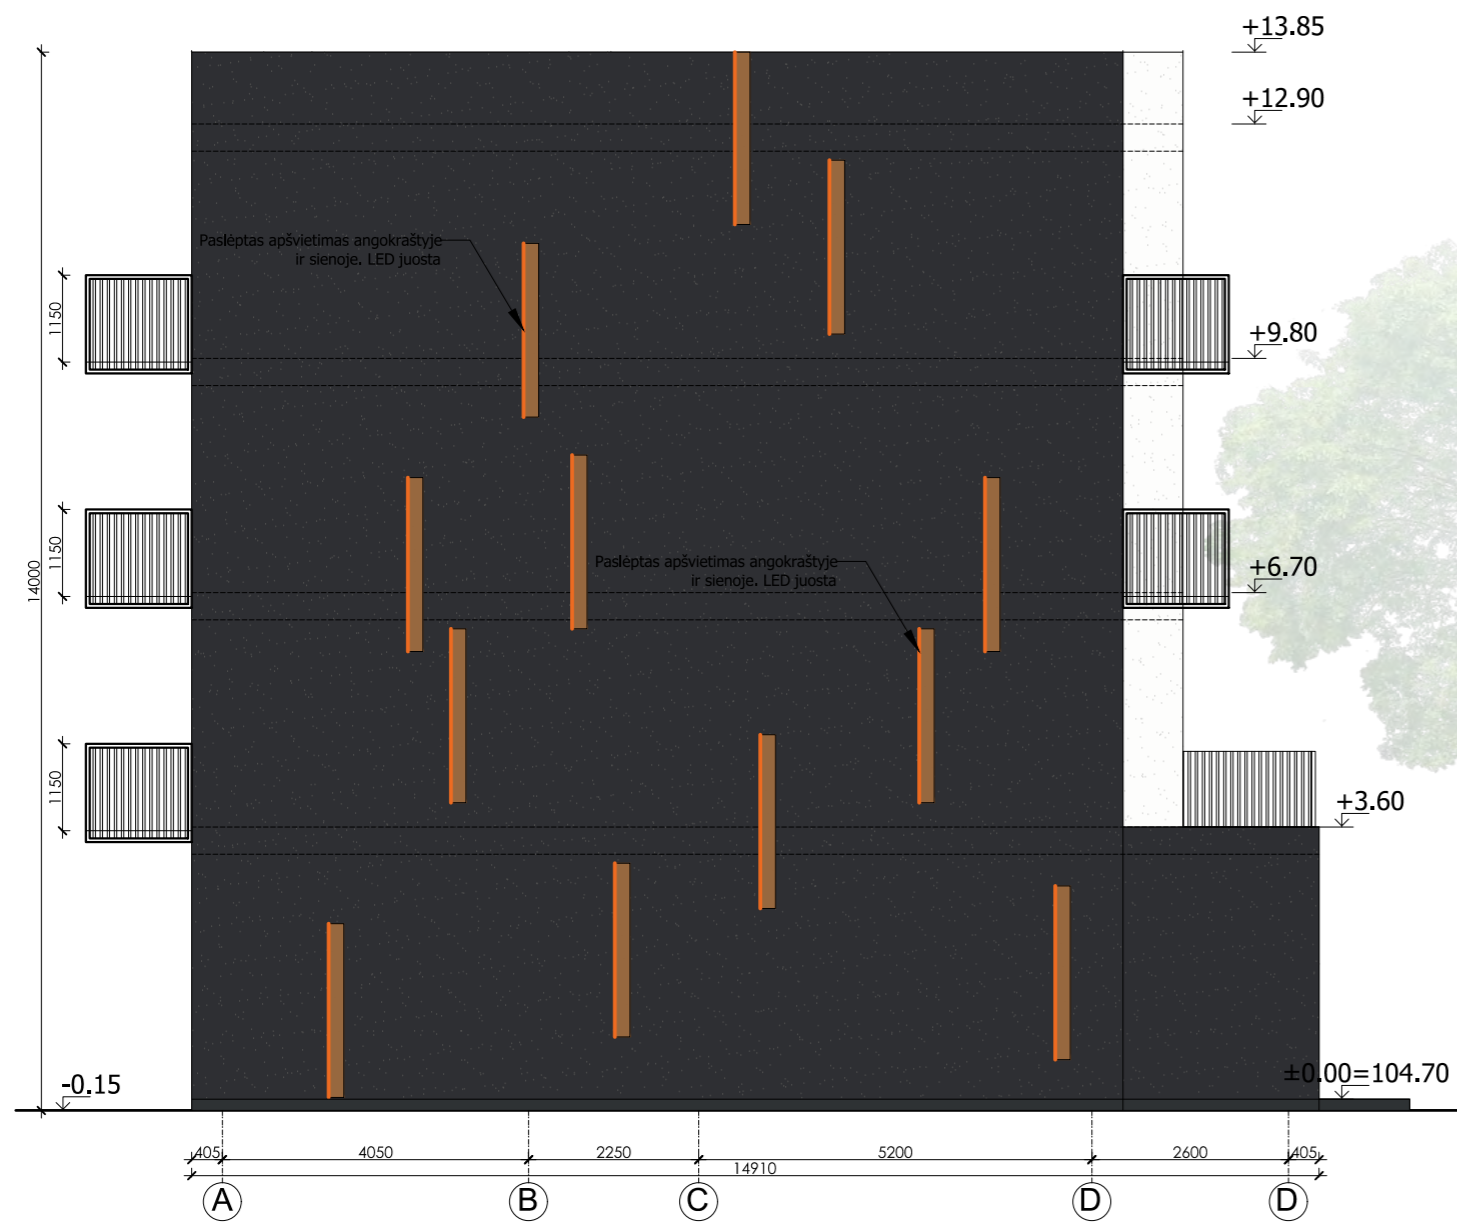 +13.85
+12.90
Paslėptas apšvietimas angokraštyje
ir sienoje. LED juosta
1150
+9.80
1150
14000
Paslėptas apšvietimas angokraštyje
ir sienoje. LED juosta
+6.70
1150
+3.60
-0.15
±0.00=104.70
405
4050
2250
5200
2600
405
14910
A
B
C
D
D